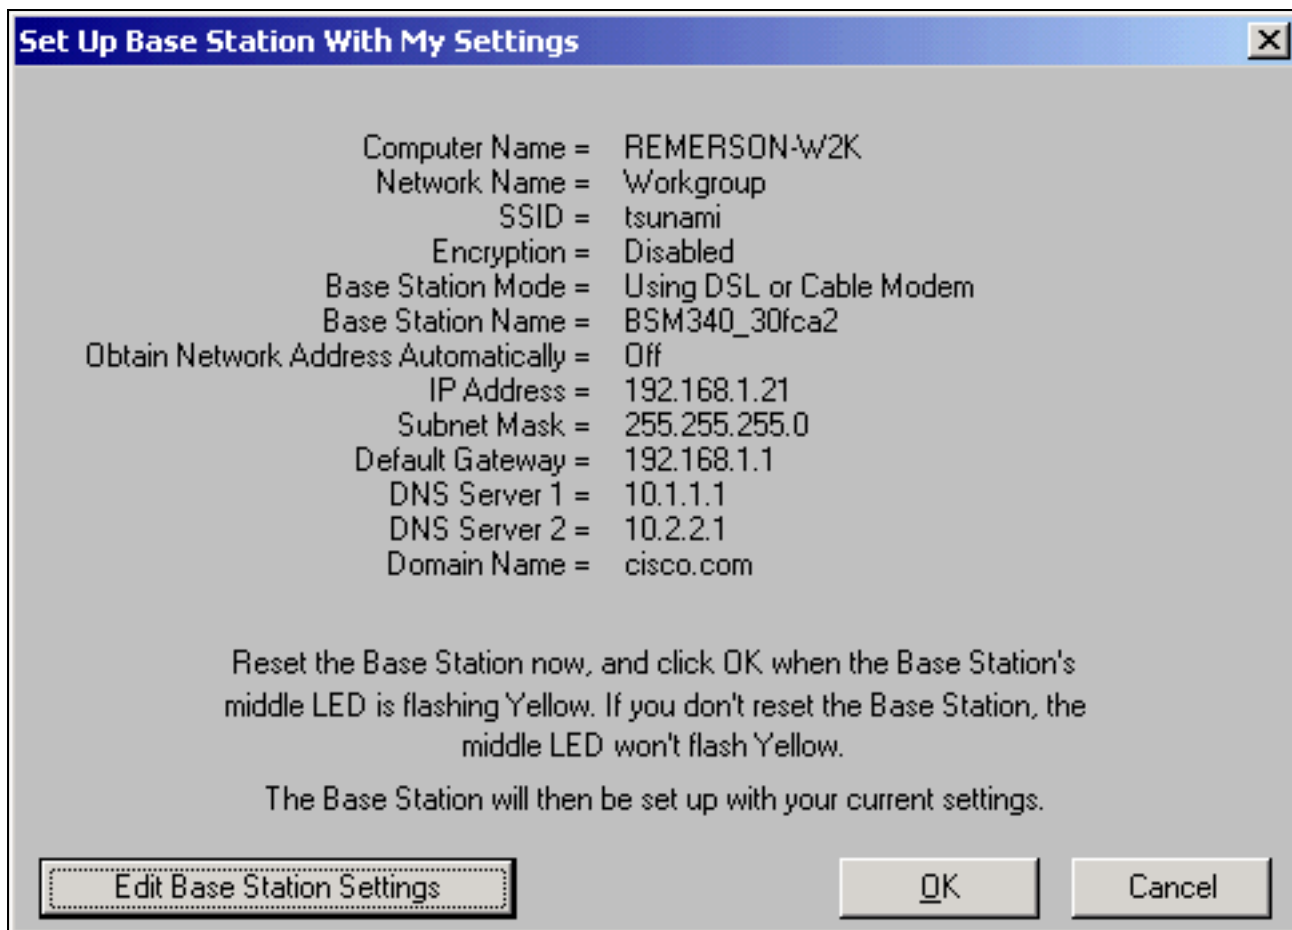 Set Up Base Station With My Settings
Computer Name = REMERSON-W2K
Network Name = Workgroup
SSID = tsunami
Encryption = Disabled
Base Station Mode = Using DSL or Cable Modem
Base Station Name = BSM340_30fca2
Obtain Network Address Automatically = Off
IP Address = 192.168.1.21
Subnet Mask = 255.255.255.0
Default Gateway = 192.168.1.1
DNS Server 1 = 10.1.1.1
DNS Server 2 = 10.2.2.1
Domain Name = cisco.com
Reset the Base Station now, and click OK when the Base Station's
middle LED is flashing Yellow. If you don't reset the Base Station, the
middle LED won't flash Yellow.
The Base Station will then be set up with your current settings.
Edit Base Station Settings OK Cancel